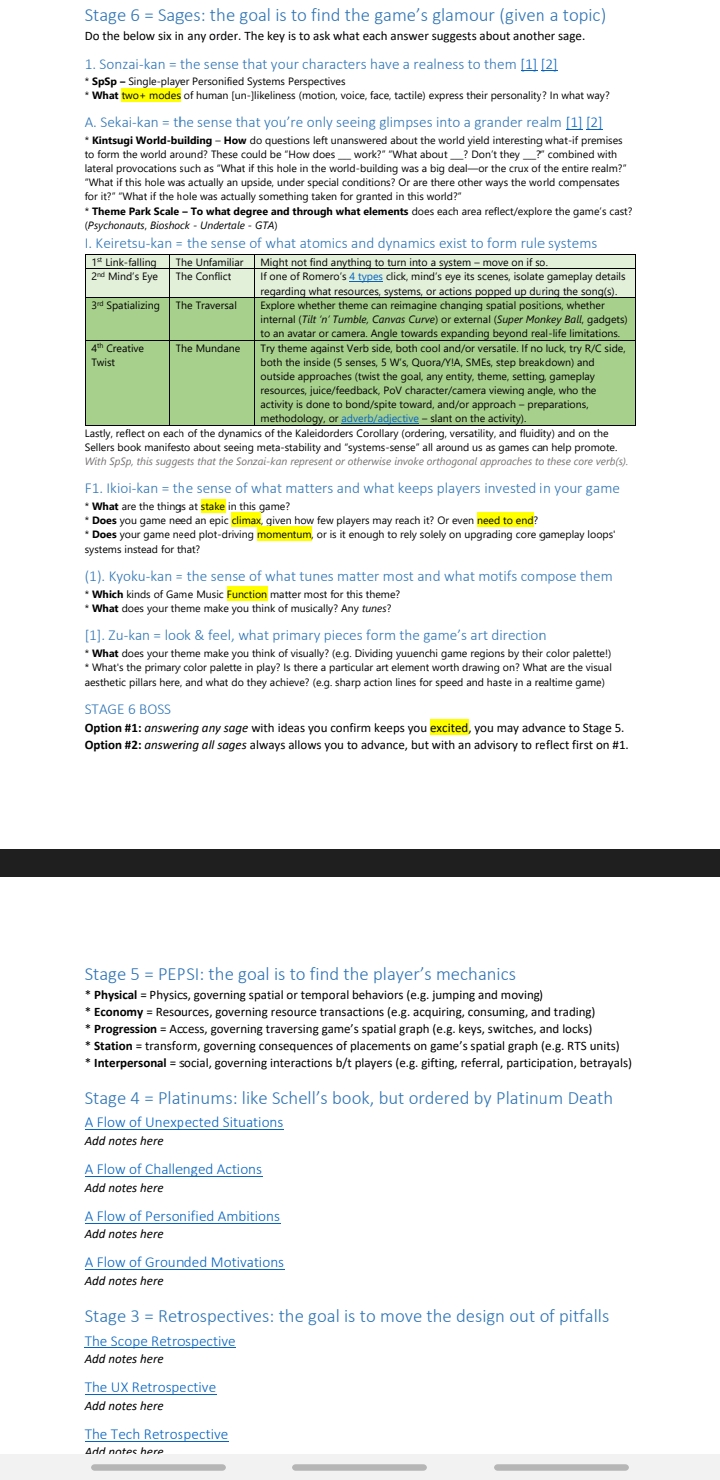 Stage 6 = Sages: the goal is to find the game's glamour (given a topic)
Do the below six in any order. The key is to ask what each answer suggests about another sage.
1. Sonzai-kan = the sense that your characters have a realness to them [1] [2]
* SpSp – Single-player Personified Systems Perspectives
* What two+ modes of human [un-]likeliness (motion, voice, face, tactile) express their personality? In what way?
A. Sekai-kan = the sense that you're only seeing glimpses into a grander realm [1] [2]
* Kintsugi World-building – How do questions left unanswered about the world yield interesting what-if premises
to form the world around? These could be "How does ___ work?" "What about ___? Don't they ___?" combined with
lateral provocations such as "What if this hole in the world-building was a big deal—or the crux of the entire realm?"
"What if this hole was actually an upside, under special conditions? Or are there other ways the world compensates
for it?" "What if the hole was actually something taken for granted in this world?"
* Theme Park Scale – To what degree and through what elements does each area reflect/explore the game's cast?
(Psychonauts, Bioshock - Undertale - GTA)
I. Keiretsu-kan = the sense of what atomics and dynamics exist to form rule systems
1st Link-falling The Unfamiliar Might not find anything to turn into a system – move on if so.
2nd Mind's Eye The Conflict If one of Romero's 4 types click, mind's eye its scenes, isolate gameplay details
regarding what resources, systems, or actions popped up during the song(s).
3rd Spatializing The Traversal Explore whether theme can reimagine changing spatial positions, whether
internal (Tilt 'n' Tumble, Canvas Curve) or external (Super Monkey Ball, gadgets)
to an avatar or camera. Angle towards expanding beyond real-life limitations.
4th Creative The Mundane Try theme against Verb side, both cool and/or versatile. If no luck, try R/C side,
Twist both the inside (5 senses, 5 W's, Quora/Y!A, SMEs, step breakdown) and
outside approaches (twist the goal, any entity, theme, setting, gameplay
resources, juice/feedback, PoV character/camera viewing angle, who the
activity is done to bond/spite toward, and/or approach – preparations,
methodology, or adverb/adjective – slant on the activity).
Lastly, reflect on each of the dynamics of the Kaleidorders Corollary (ordering, versatility, and fluidity) and on the
Sellers book manifesto about seeing meta-stability and "systems-sense" all around us as games can help promote.
With SpSp, this suggests that the Sonzai-kan represent or otherwise invoke orthogonal approaches to these core verb(s).
F1. Ikioi-kan = the sense of what matters and what keeps players invested in your game
* What are the things at stake in this game?
* Does you game need an epic climax, given how few players may reach it? Or even need to end?
* Does your game need plot-driving momentum, or is it enough to rely solely on upgrading core gameplay loops'
systems instead for that?
(1). Kyoku-kan = the sense of what tunes matter most and what motifs compose them
* Which kinds of Game Music Function matter most for this theme?
* What does your theme make you think of musically? Any tunes?
[1]. Zu-kan = look & feel, what primary pieces form the game's art direction
* What does your theme make you think of visually? (e.g. Dividing yuuenchi game regions by their color palette!)
* What's the primary color palette in play? Is there a particular art element worth drawing on? What are the visual
aesthetic pillars here, and what do they achieve? (e.g. sharp action lines for speed and haste in a realtime game)
STAGE 6 BOSS
Option #1: answering any sage with ideas you confirm keeps you excited, you may advance to Stage 5.
Option #2: answering all sages always allows you to advance, but with an advisory to reflect first on #1.
Stage 5 = PEPSI: the goal is to find the player's mechanics
* Physical = Physics, governing spatial or temporal behaviors (e.g. jumping and moving)
* Economy = Resources, governing resource transactions (e.g. acquiring, consuming, and trading)
* Progression = Access, governing traversing game's spatial graph (e.g. keys, switches, and locks)
* Station = transform, governing consequences of placements on game's spatial graph (e.g. RTS units)
* Interpersonal = social, governing interactions b/t players (e.g. gifting, referral, participation, betrayals)
Stage 4 = Platinums: like Schell's book, but ordered by Platinum Death
A Flow of Unexpected Situations
Add notes here
A Flow of Challenged Actions
Add notes here
A Flow of Personified Ambitions
Add notes here
A Flow of Grounded Motivations
Add notes here
Stage 3 = Retrospectives: the goal is to move the design out of pitfalls
The Scope Retrospective
Add notes here
The UX Retrospective
Add notes here
The Tech Retrospective
Add notes here